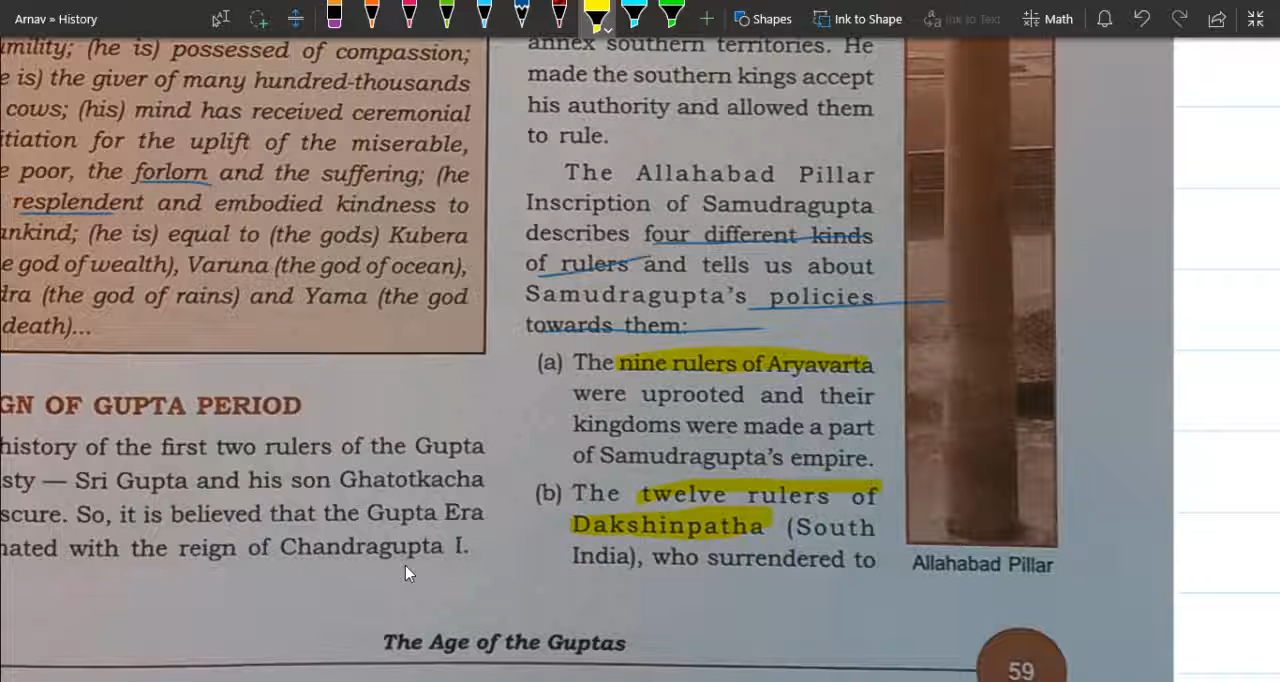 Arnav » History
Shapes
Ink to Shape
Ink to Text
Math
mility; (he is) possessed of compassion;
e is) the giver of many hundred-thousands
cows; (his) mind has received ceremonial
itiation for the uplift of the miserable,
e poor, the forlorn and the suffering; (he
resplendent and embodied kindness to
ankind; (he is) equal to (the gods) Kubera
e god of wealth), Varuna (the god of ocean),
dra (the god of rains) and Yama (the god
death)...
GN OF GUPTA PERIOD
history of the first two rulers of the Gupta
sty — Sri Gupta and his son Ghatotkacha
scure. So, it is believed that the Gupta Era
nated with the reign of Chandragupta I.
annex southern territories. He
made the southern kings accept
his authority and allowed them
to rule.
The Allahabad Pillar
Inscription of Samudragupta
describes four different kinds
of rulers and tells us about
Samudragupta's policies
towards them:
(a) The nine rulers of Aryavarta
were uprooted and their
kingdoms were made a part
of Samudragupta's empire.
(b) The twelve rulers of
Dakshinpatha (South
India), who surrendered to
Allahabad Pillar
The Age of the Guptas
59